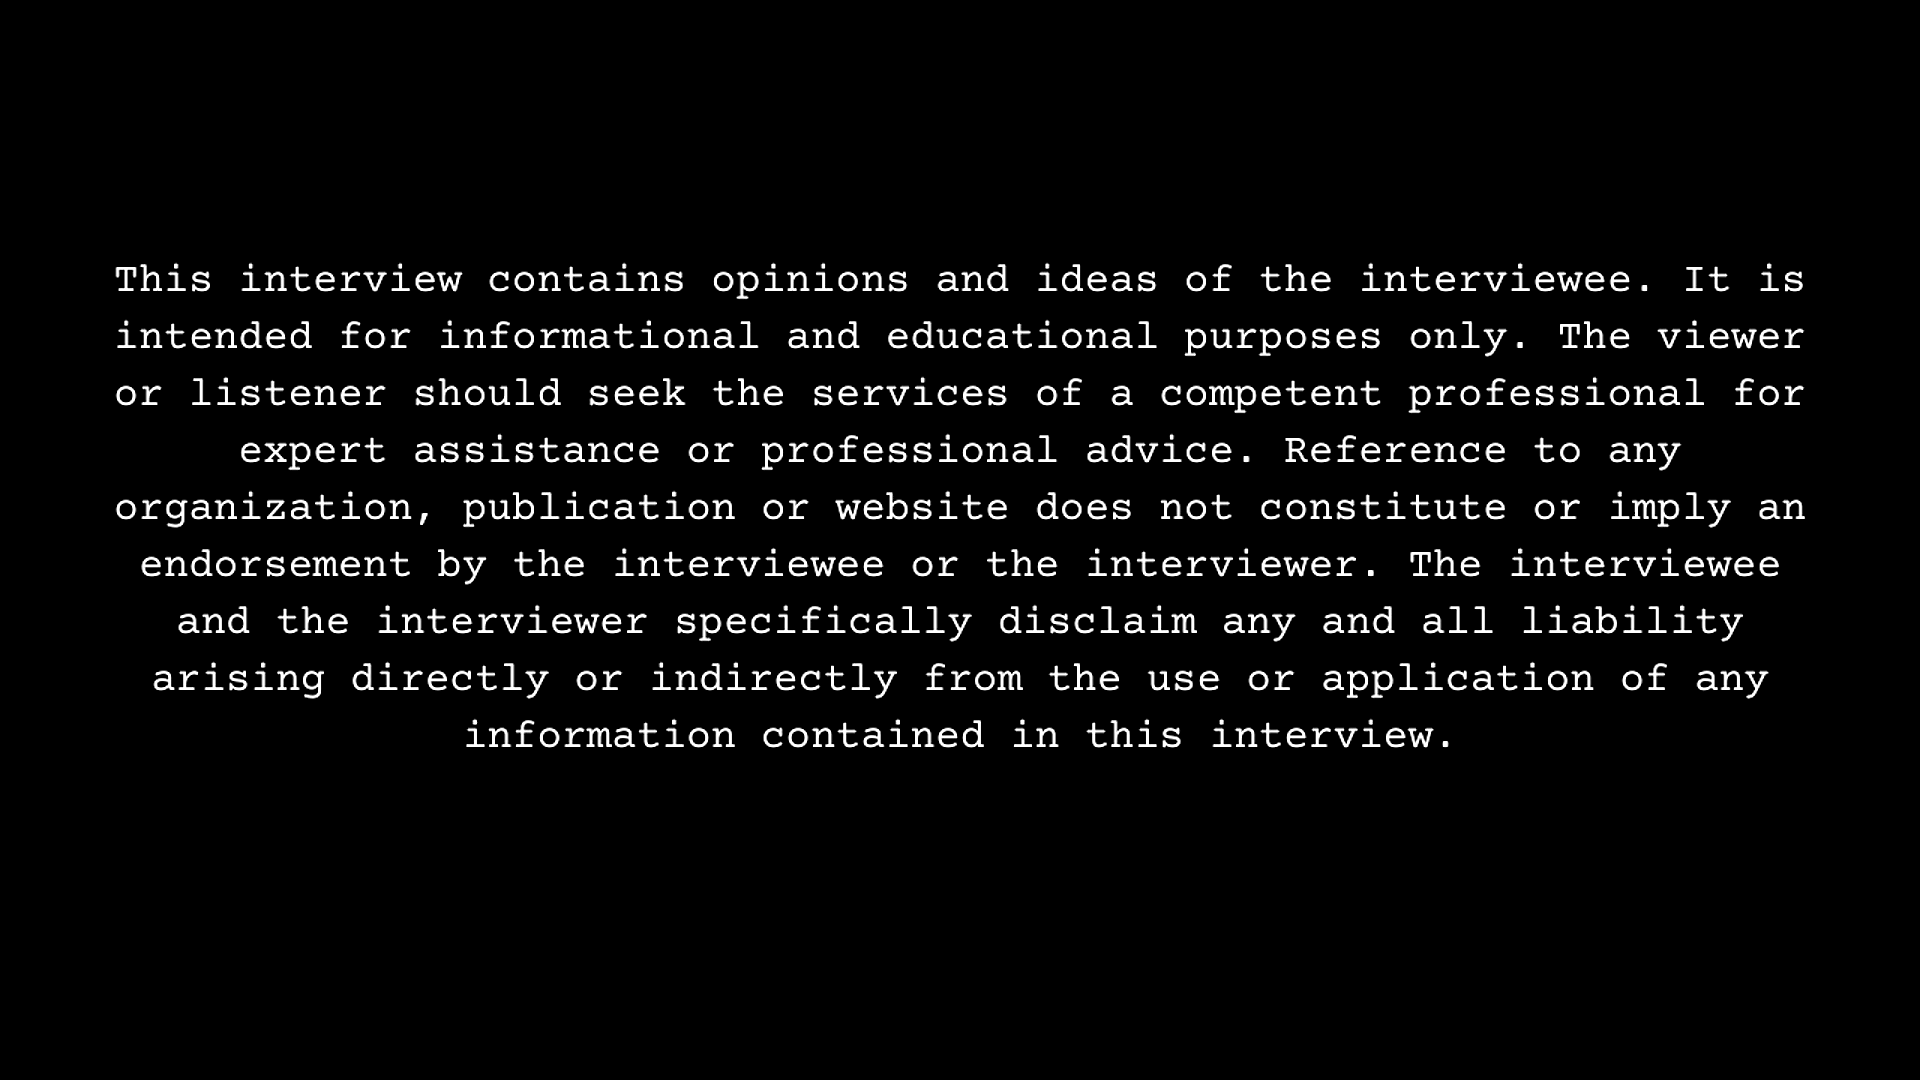 This interview contains opinions and ideas of the interviewee. It is
intended for informational and educational purposes only. The viewer
or listener should seek the services of a competent professional for
expert assistance or professional advice. Reference to any
organization, publication or website does not constitute or imply an
endorsement by the interviewee or the interviewer. The interviewee
and the interviewer specifically disclaim any and all liability
arising directly or indirectly from the use or application of any
information contained in this interview.